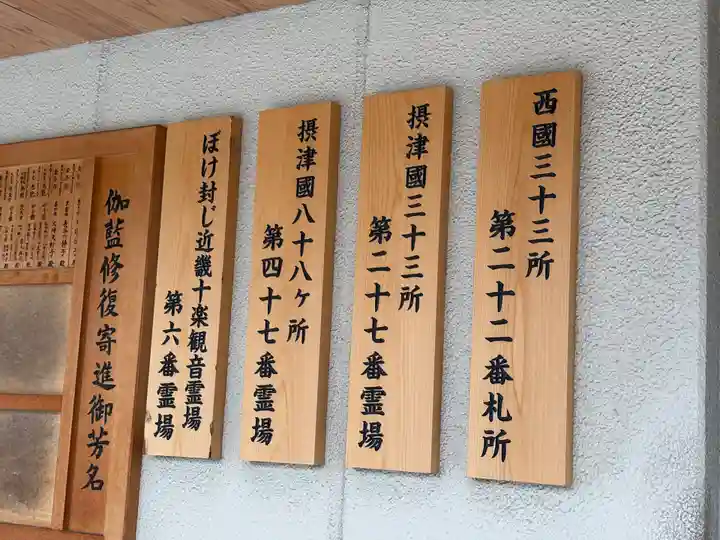 西國三十三所
第二十二番札所
摂津國三十三所
第二十七番霊場
摂津國八十八ヶ所
第四十七番霊場
ぼけ封じ近畿十楽観音霊場
第六番霊場
伽藍修復寄進御芳名